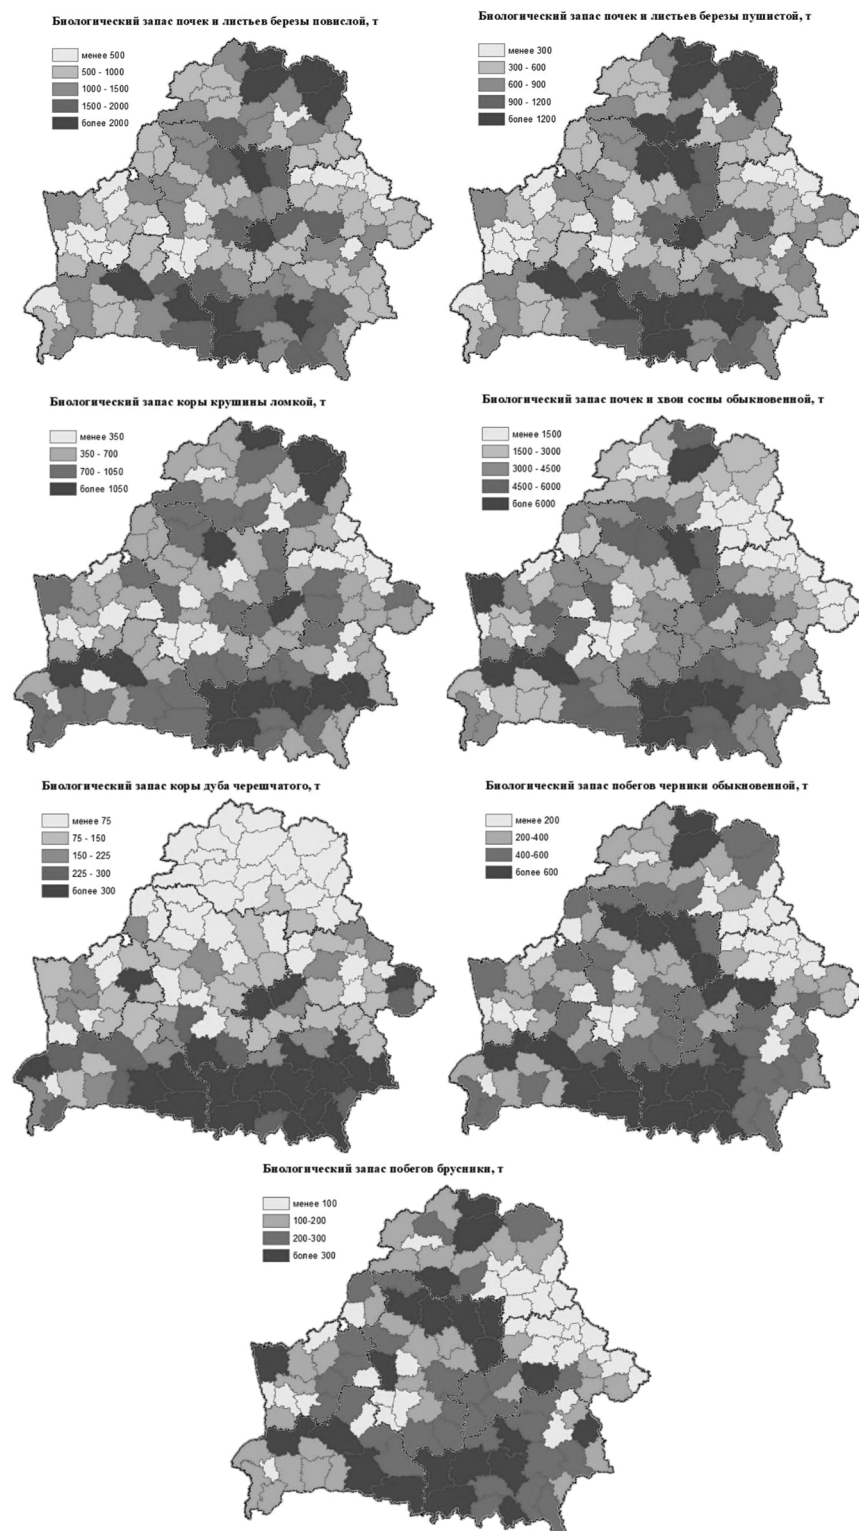 Биологический запас почек и листьев березы повислой, т
менее 500
500 - 1000
1000 - 1500
1500 - 2000
более 2000
Биологический запас почек и листьев березы пушистой, т
менее 300
300 - 600
600 - 900
900 - 1200
более 1200
Биологический запас коры крушины ломкой, т
менее 350
350 - 700
700 - 1050
более 1050
Биологический запас почек и хвои сосны обыкновенной, т
менее 1500
1500 - 3000
3000 - 4500
4500 - 6000
боле 6000
Биологический запас коры дуба черешчатого, т
менее 75
75 - 150
150 - 225
225 - 300
более 300
Биологический запас побегов черники обыкновенной, т
менее 200
200-400
400-600
более 600
Биологический запас побегов брусники, т
менее 100
100-200
200-300
более 300